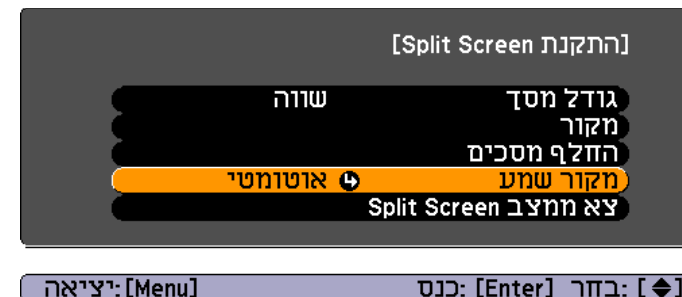 [התקנת Split Screen]
גודל מסך שווה
מקור
החלף מסכים
מקור שמע אוטומטי
צא ממצב Split Screen
[◆]: בחר [Enter]: כנס [Menu]: יציאה